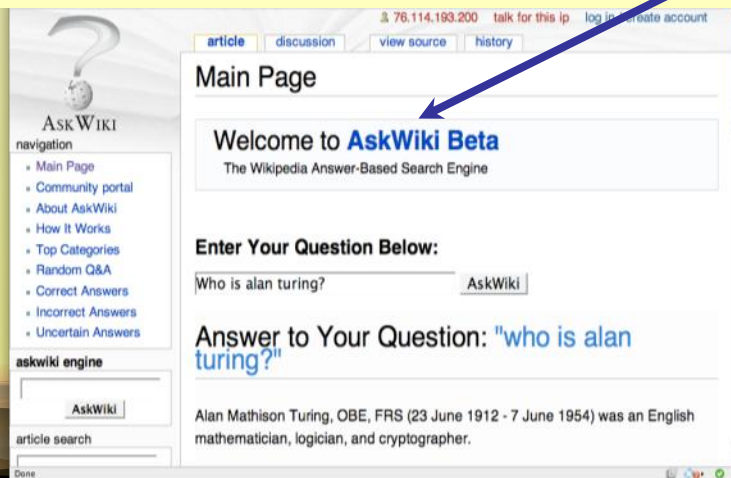 76.114.193.200 talk for this ip log in / create account
article discussion view source history
Main Page
ASKWIKI
navigation
Main Page
Community portal
About AskWiki
How It Works
Top Categories
Random Q&A
Correct Answers
Incorrect Answers
Uncertain Answers
askwiki engine
AskWiki
article search
Welcome to AskWiki Beta
The Wikipedia Answer-Based Search Engine
Enter Your Question Below:
Who is alan turing? AskWiki
Answer to Your Question: "who is alan
turing?"
Alan Mathison Turing, OBE, FRS (23 June 1912 - 7 June 1954) was an English
mathematician, logician, and cryptographer.
Done